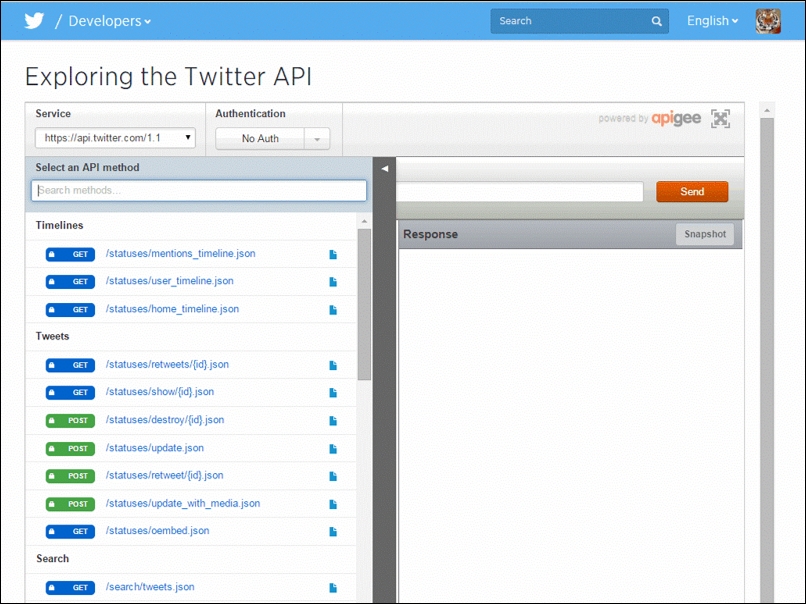 / Developers
Search
English
Exploring the Twitter API
Service
Authentication
https://api.twitter.com/1.1
No Auth
powered by apigee
Select an API method
Search methods...
Send
Response
Snapshot
Timelines
GET /statuses/mentions_timeline.json
GET /statuses/user_timeline.json
GET /statuses/home_timeline.json
Tweets
GET /statuses/retweets/{id}.json
GET /statuses/show/{id}.json
POST /statuses/destroy/{id}.json
POST /statuses/update.json
POST /statuses/retweet/{id}.json
POST /statuses/update_with_media.json
GET /statuses/oembed.json
Search
GET /search/tweets.json